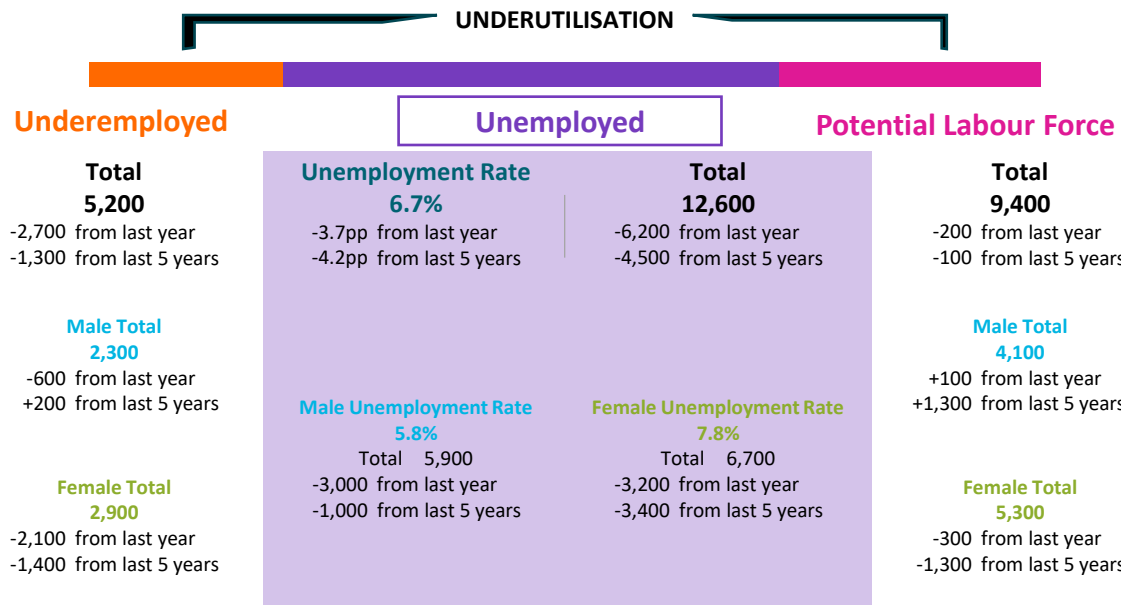 UNDERUTILISATION
Underemployed
Total
5,200
-2,700 from last year
-1,300 from last 5 years
Male Total
2,300
-600 from last year
+200 from last 5 years
Female Total
2,900
-2,100 from last year
-1,400 from last 5 years
Unemployed
Unemployment Rate
6.7%
-3.7pp from last year
-4.2pp from last 5 years
Total
12,600
-6,200 from last year
-4,500 from last 5 years
Male Unemployment Rate
5.8%
Total 5,900
-3,000 from last year
-1,000 from last 5 years
Female Unemployment Rate
7.8%
Total 6,700
-3,200 from last year
-3,400 from last 5 years
Potential Labour Force
Total
9,400
-200 from last year
-100 from last 5 years
Male Total
4,100
+100 from last year
+1,300 from last 5 years
Female Total
5,300
-300 from last year
-1,300 from last 5 years